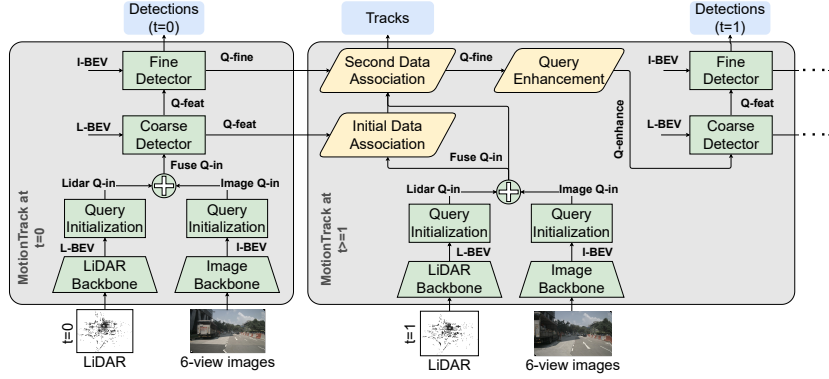 Detections
(t=0)
Tracks
Detections
(t=1)
I-BEV
Fine
Detector
Q-fine
Second Data
Association
Q-fine
Query
Enhancement
I-BEV
Fine
Detector
Q-feat
Q-feat
L-BEV
Coarse
Detector
Q-feat
Initial Data
Association
Q-enhance
L-BEV
Coarse
Detector
Fuse Q-in
Fuse Q-in
Lidar Q-in
Image Q-in
Lidar Q-in
Image Q-in
Query
Initialization
Query
Initialization
Query
Initialization
Query
Initialization
MotionTrack at
t=0
MotionTrack at
t>=1
L-BEV
I-BEV
L-BEV
I-BEV
LiDAR
Backbone
Image
Backbone
LiDAR
Backbone
Image
Backbone
t=0
t=1
LiDAR
6-view images
LiDAR
6-view images